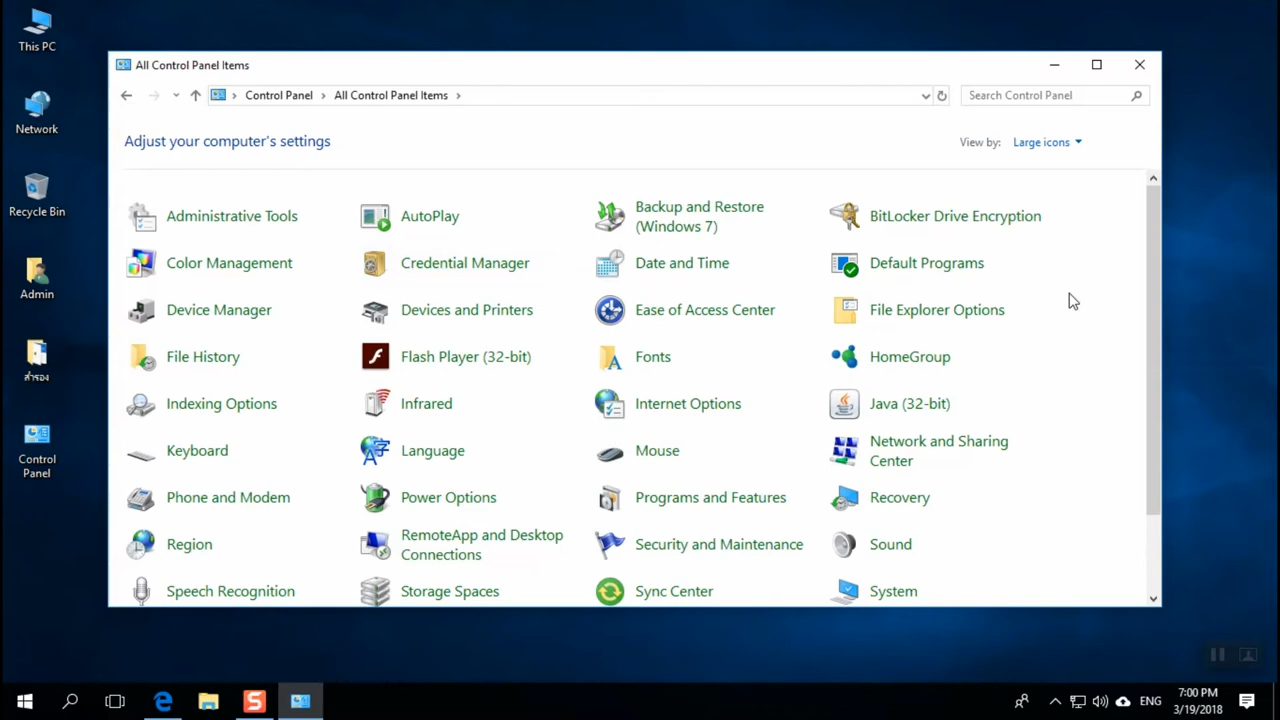 This PC
Network
Recycle Bin
Admin
สำรอง
Control
Panel
All Control Panel Items
Control Panel
All Control Panel Items
Search Control Panel
Adjust your computer's settings
View by: Large icons
Administrative Tools
AutoPlay
Backup and Restore
(Windows 7)
BitLocker Drive Encryption
Color Management
Credential Manager
Date and Time
Default Programs
Device Manager
Devices and Printers
Ease of Access Center
File Explorer Options
File History
Flash Player (32-bit)
Fonts
HomeGroup
Indexing Options
Infrared
Internet Options
Java (32-bit)
Keyboard
Language
Mouse
Network and Sharing
Center
Phone and Modem
Power Options
Programs and Features
Recovery
Region
RemoteApp and Desktop
Connections
Security and Maintenance
Sound
Speech Recognition
Storage Spaces
Sync Center
System
ENG
7:00 PM
3/19/2018